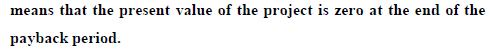 means that the present value of the project is zero at the end of the
payback period.